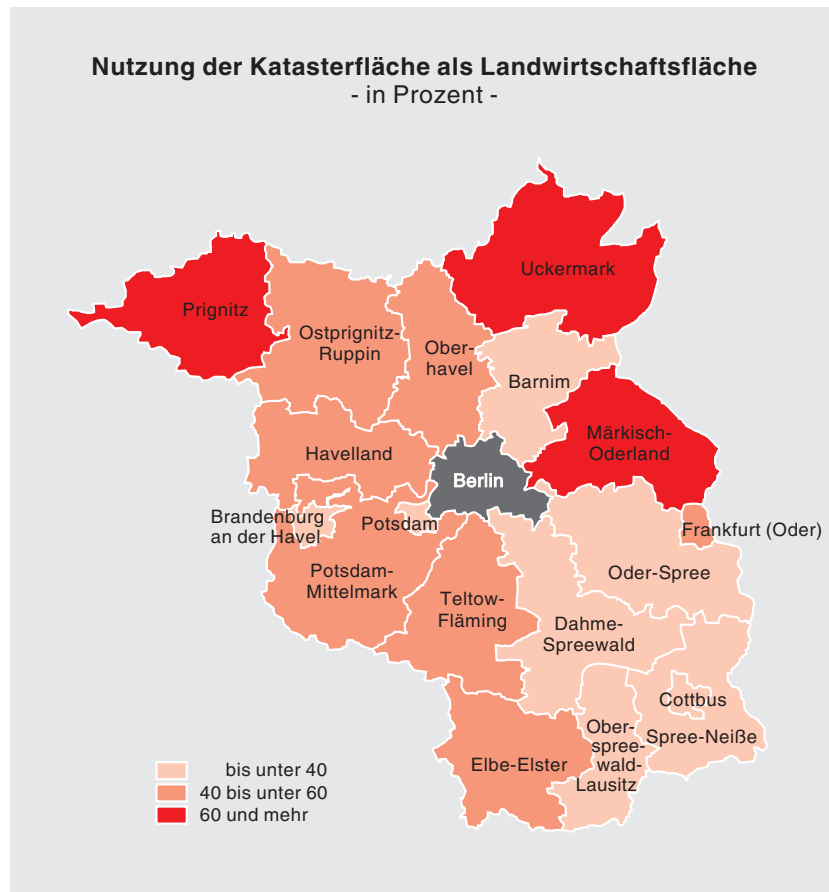 Nutzung der Katasterfläche als Landwirtschaftsfläche
- in Prozent -
Uckermark
Prignitz
Ostprignitz-
Ruppin
Ober-
havel
Barnim
Märkisch-
Oderland
Havelland
Berlin
Brandenburg
an der Havel
Potsdam
Frankfurt (Oder)
Potsdam-
Mittelmark
Oder-Spree
Teltow-
Fläming
Dahme-
Spreewald
Cottbus
Ober-
spree-
wald-
Lausitz
Spree-Neiße
Elbe-Elster
bis unter 40
40 bis unter 60
60 und mehr